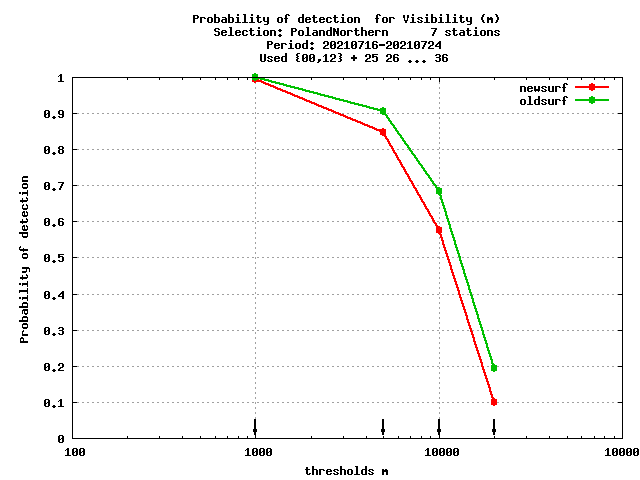 Probability of detection  for Visibility (m)
Selection: PolandNorthern      7 stations
Period: 20210716-20210724
Used {00,12} + 25 26 ... 36
newsurf
oldsurf
1
0.9
0.8
0.7
0.6
0.5
0.4
0.3
0.2
0.1
0
Probability of detection
100
1000
10000
10000
thresholds m